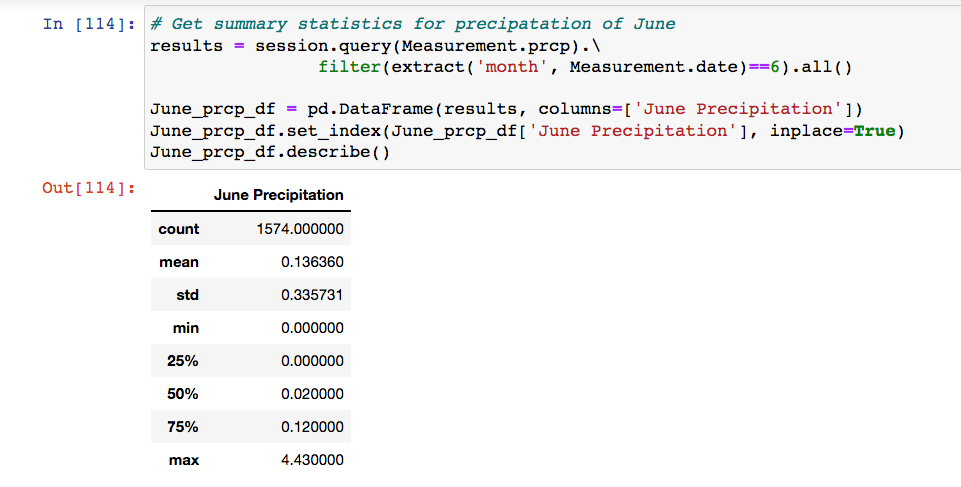 In [114]: # Get summary statistics for precipatation of June
results = session.query(Measurement.prcp).\
filter(extract('month', Measurement.date)==6).all()
June_prcp_df = pd.DataFrame(results, columns=['June Precipitation'])
June_prcp_df.set_index(June_prcp_df['June Precipitation'], inplace=True)
June_prcp_df.describe()
Out[114]:
June Precipitation
count 1574.000000
mean 0.136360
std 0.335731
min 0.000000
25% 0.000000
50% 0.020000
75% 0.120000
max 4.430000